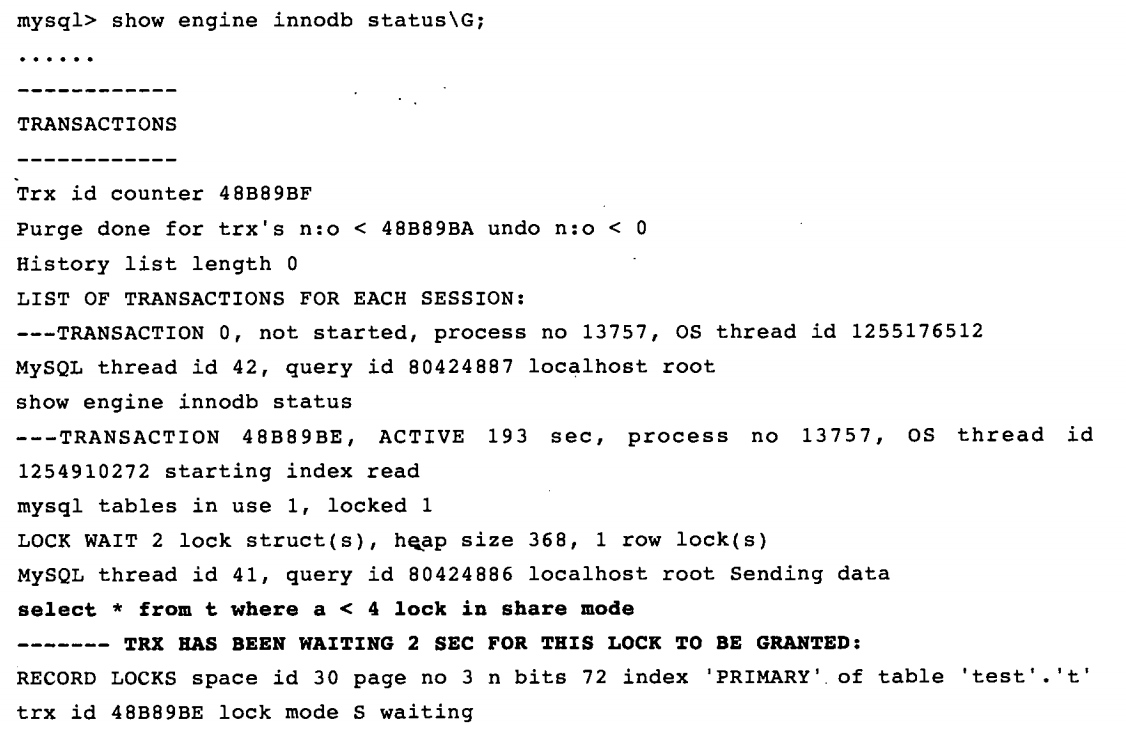 mysql> show engine innodb status\G;
......
------------
TRANSACTIONS
------------
Trx id counter 48B89BF
Purge done for trx's n:o < 48B89BA undo n:o < 0
History list length 0
LIST OF TRANSACTIONS FOR EACH SESSION:
---TRANSACTION 0, not started, process no 13757, OS thread id 1255176512
MySQL thread id 42, query id 80424887 localhost root
show engine innodb status
---TRANSACTION 48B89BE, ACTIVE 193 sec, process no 13757, OS thread id
1254910272 starting index read
mysql tables in use 1, locked 1
LOCK WAIT 2 lock struct(s), heap size 368, 1 row lock(s)
MySQL thread id 41, query id 80424886 localhost root Sending data
select * from t where a < 4 lock in share mode
------- TRX HAS BEEN WAITING 2 SEC FOR THIS LOCK TO BE GRANTED:
RECORD LOCKS space id 30 page no 3 n bits 72 index 'PRIMARY' of table 'test'.'t'
trx id 48B89BE lock mode S waiting